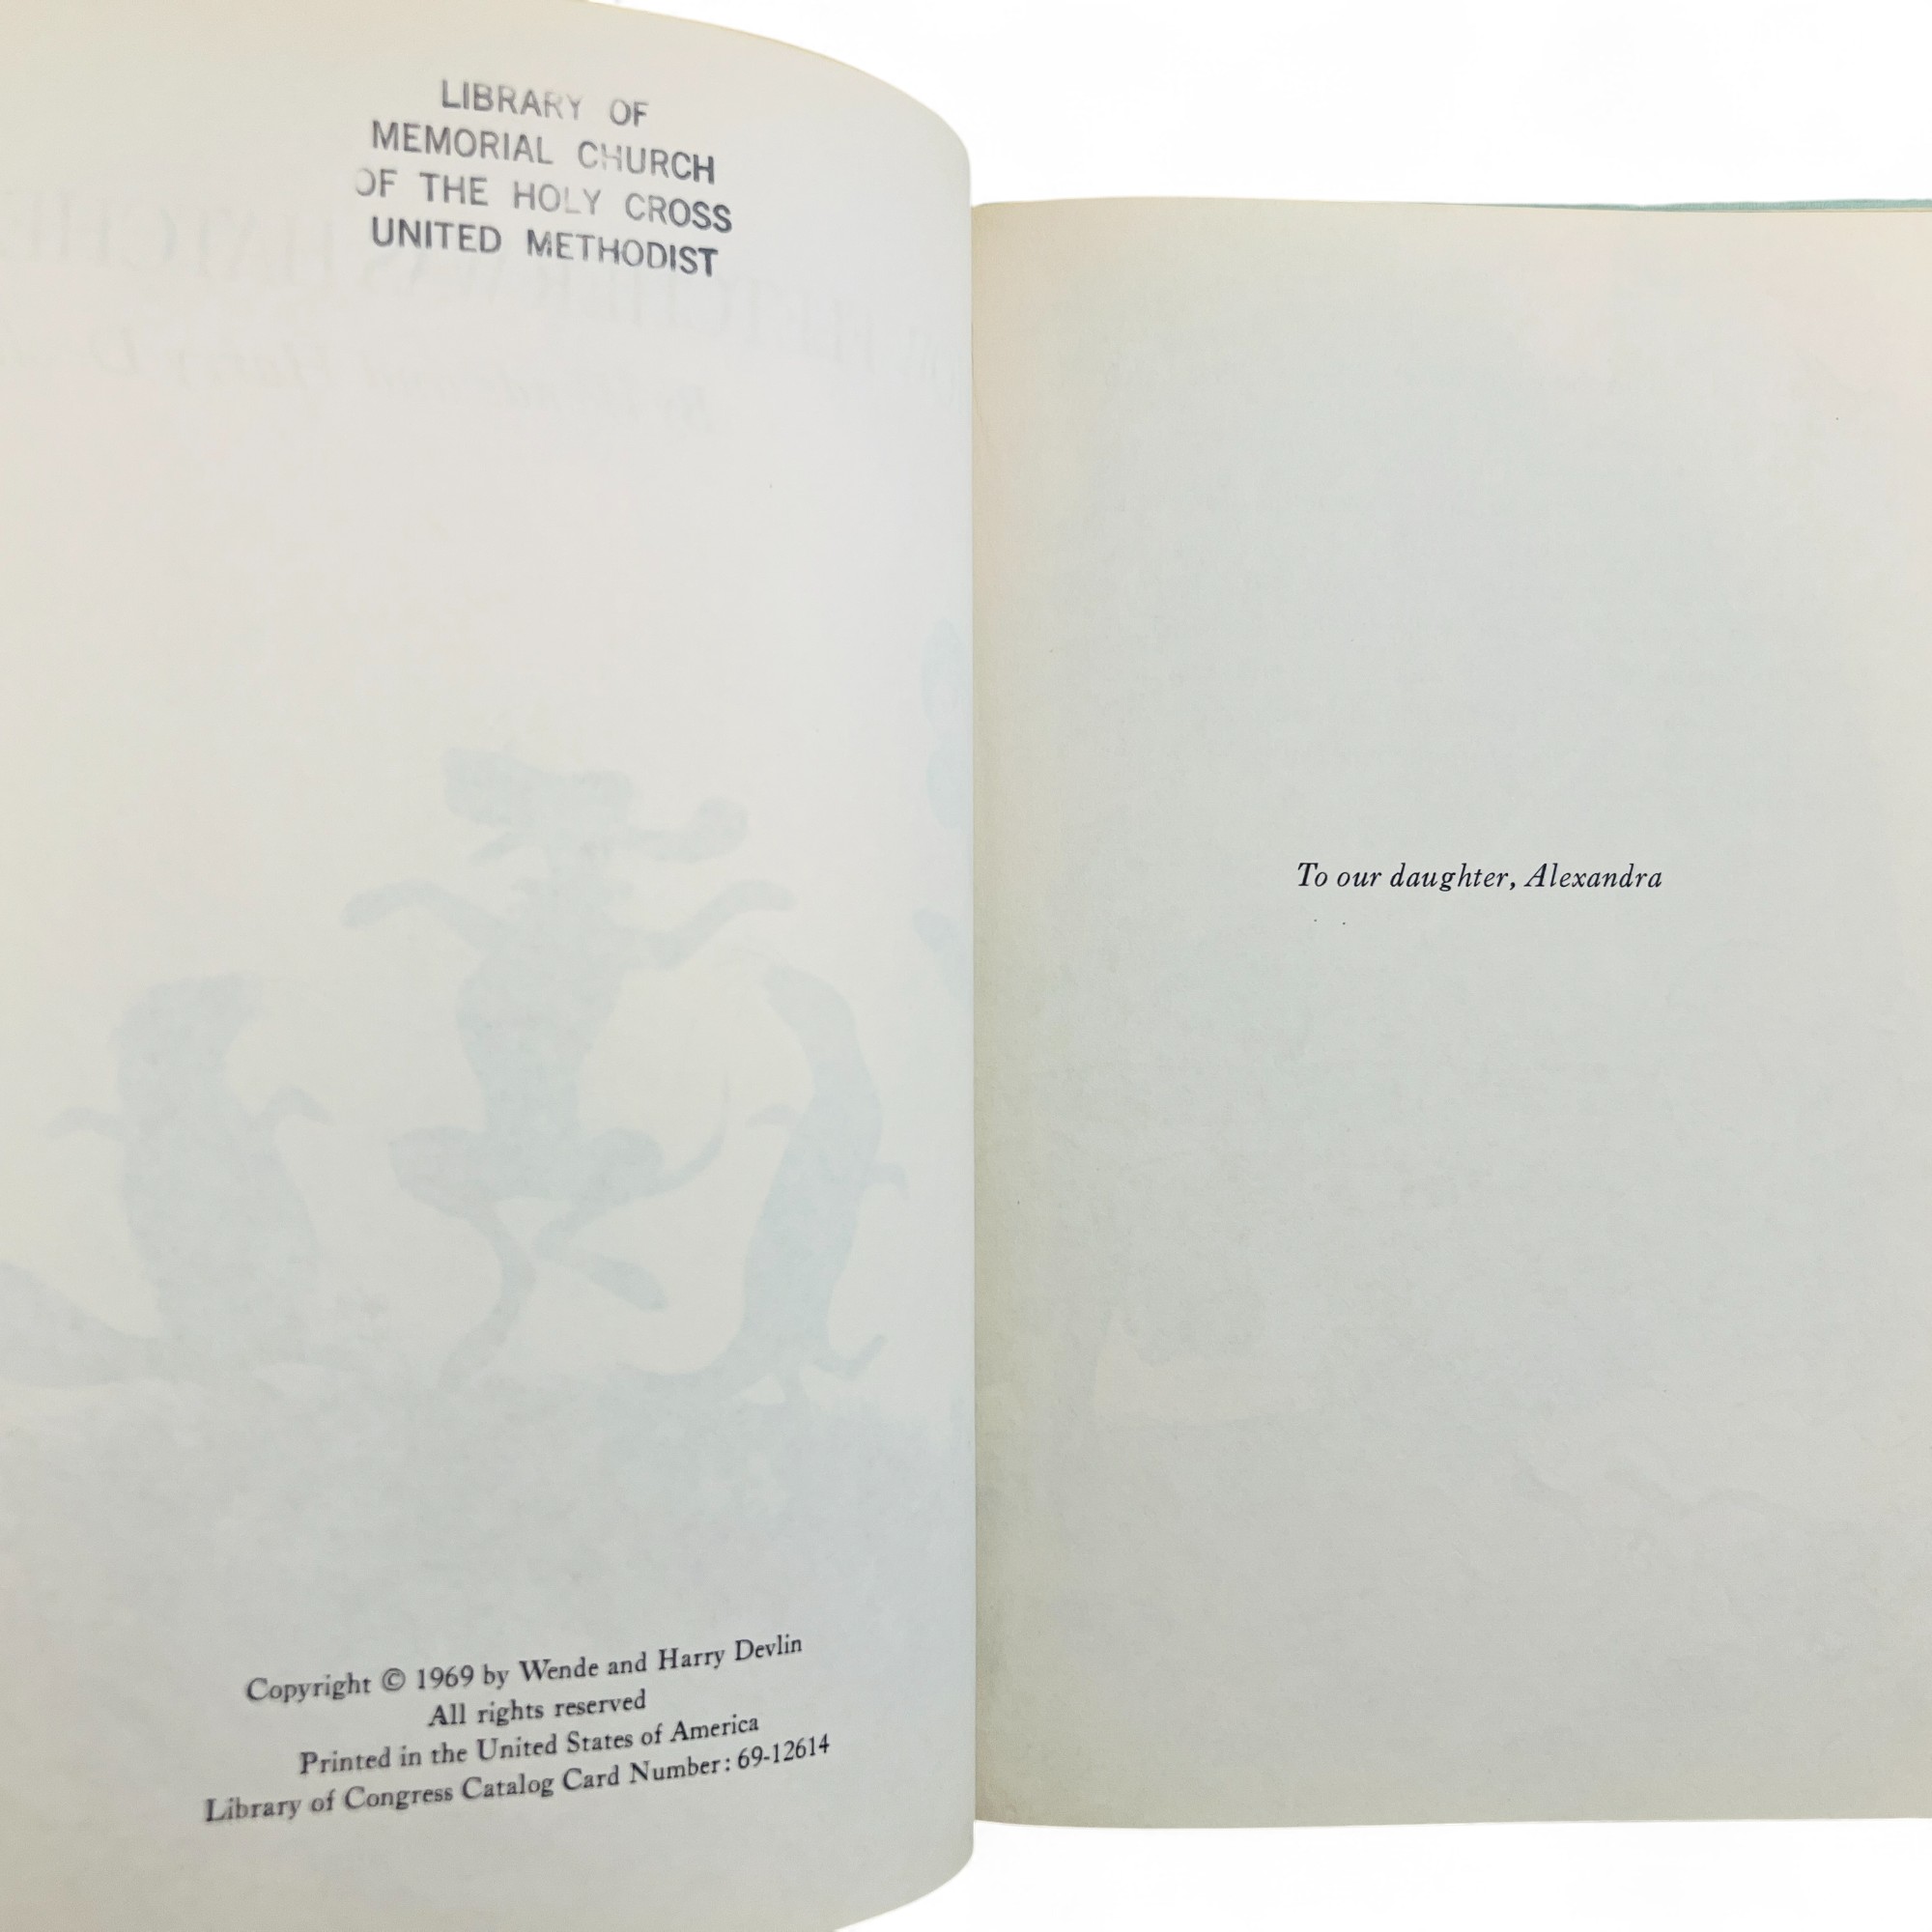 LIBRARY OF
MEMORIAL CHURCH
OF THE HOLY CROSS
UNITED METHODIST
Copyright © 1969 by Wende and Harry Devlin
All rights reserved
Printed in the United States of America
Library of Congress Catalog Card Number: 69-12614
To our daughter, Alexandra